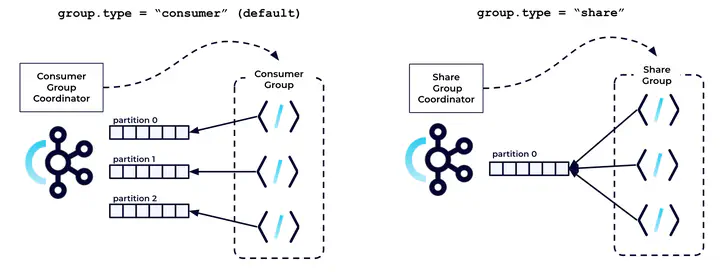 group.type = “consumer” (default)
Consumer
Group
Coordinator
Consumer
Group
partition 0
partition 1
partition 2
group.type = “share”
Share
Group
Coordinator
Share
Group
partition 0